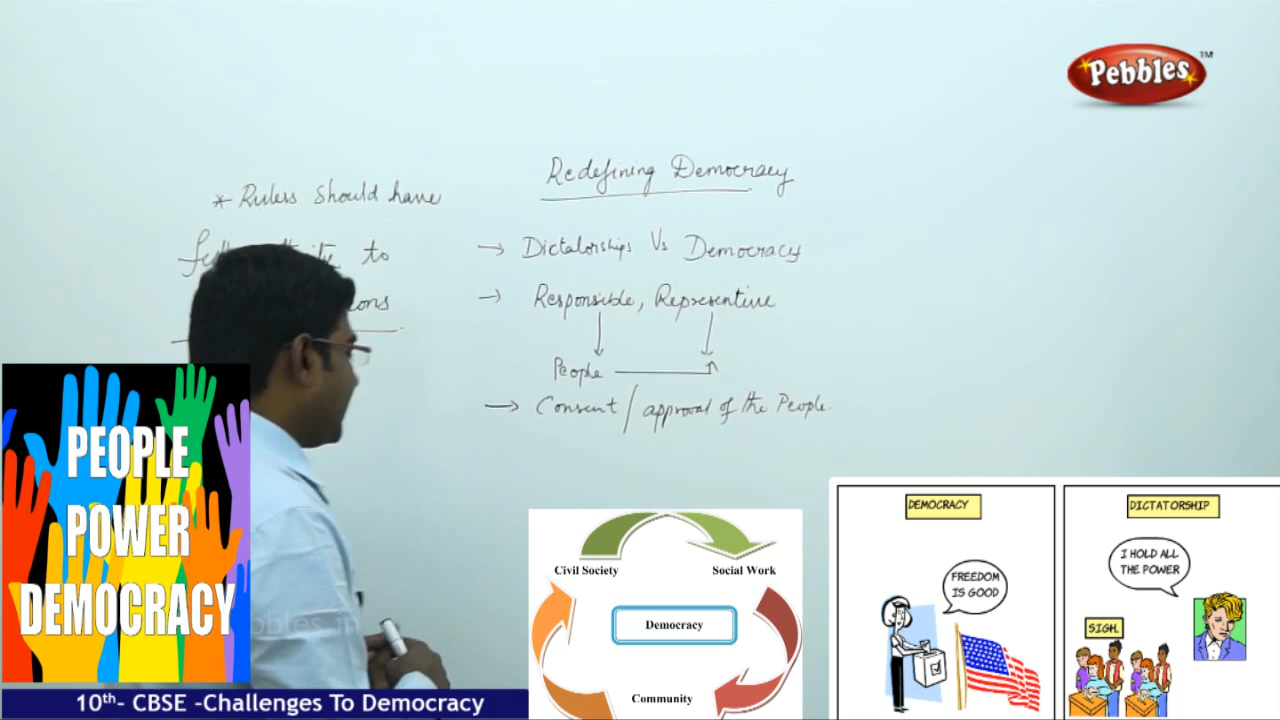 Pebbles™
Redefining Democracy
* Rulers Should have
to
→ Dictatorships Vs Democracy
→ Responsible, Representive
People
→ Consent / approval of the People
PEOPLE
POWER
DEMOCRACY
Civil Society
Social Work
Democracy
Community
DEMOCRACY
FREEDOM
IS GOOD
DICTATORSHIP
I HOLD ALL
THE POWER
SIGH.
10th- CBSE -Challenges To Democracy